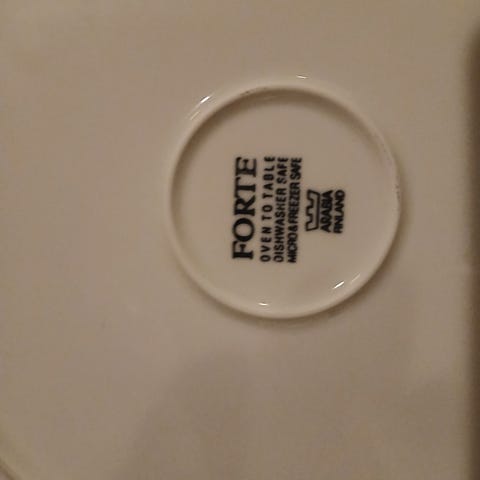 FORTE
OVEN TO TABLE
DISHWASHER SAFE
MICRO & FREEZER SAFE
ARABIA
FINLAND